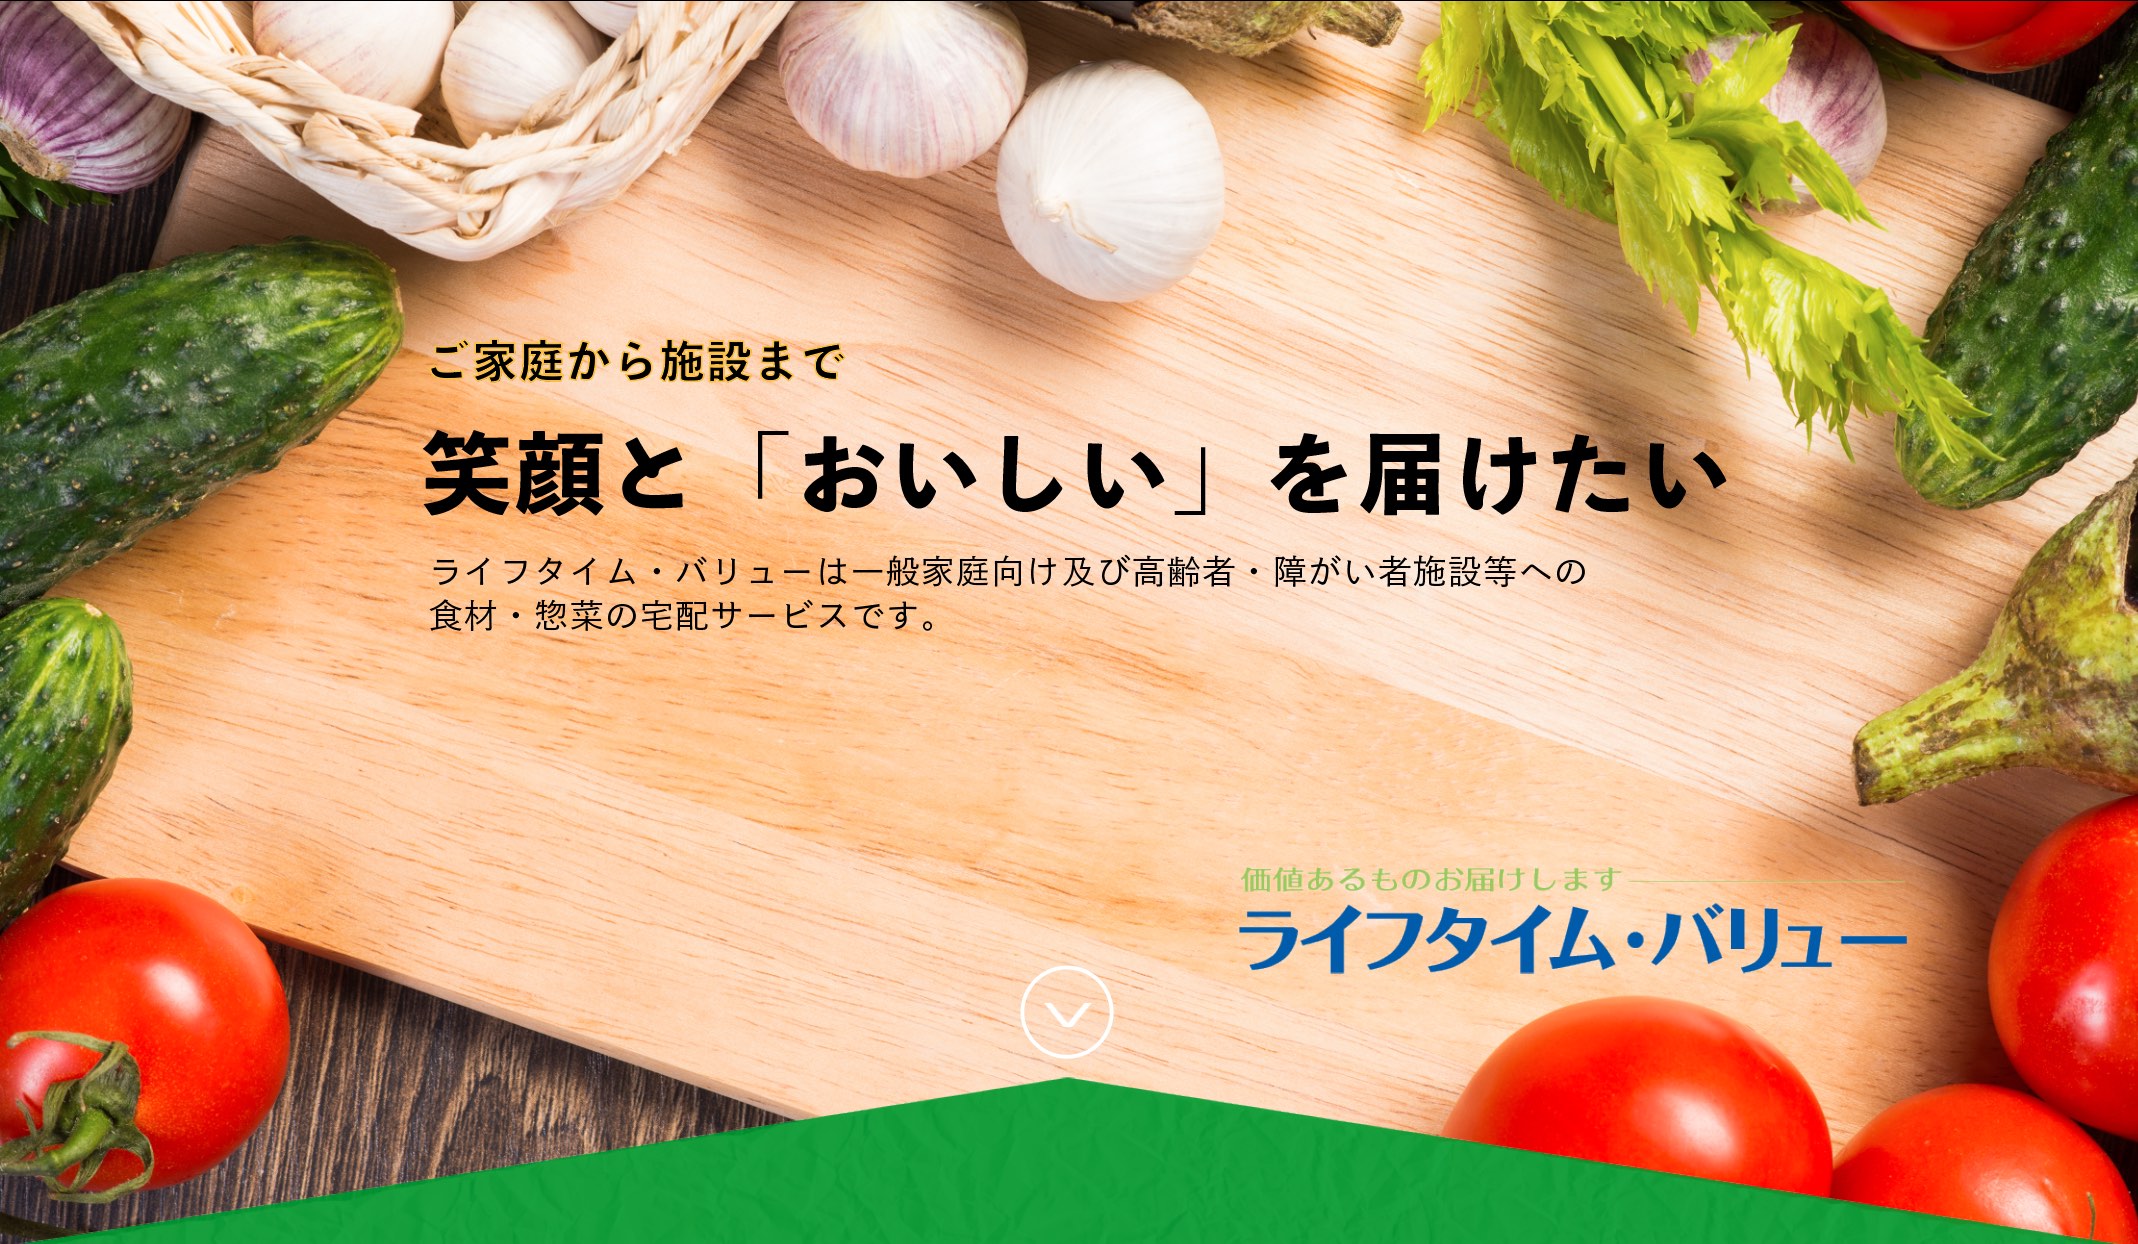 ご家庭から施設まで
笑顔と「おいしい」を届けたい
ライフタイム・バリューは一般家庭向け及び高齢者・障がい者施設等への
食材・惣菜の宅配サービスです。
価値あるものお届けします
ライフタイム・バリュー